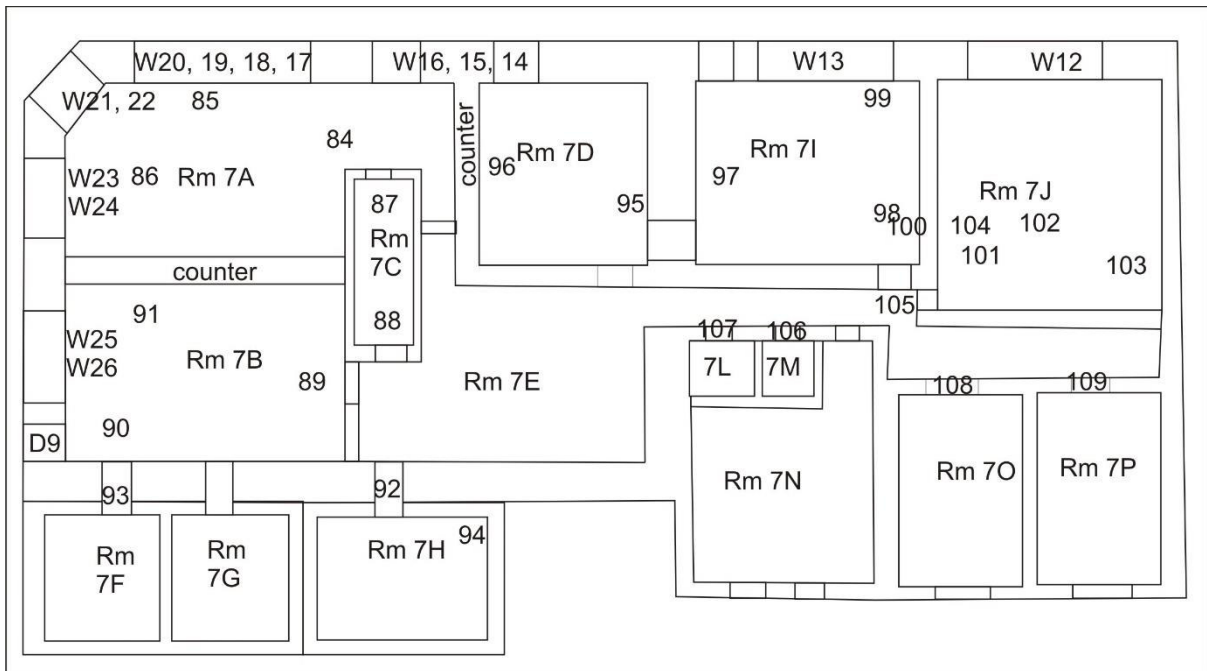 W20, 19, 18, 17
W16, 15, 14
W13
W12
W21, 22
85
99
84
counter
96
Rm 7D
Rm 7I
W23
W24
86
Rm 7A
97
Rm 7J
87
95
98
100
104
102
Rm
7C
101
103
counter
91
88
105
W25
W26
Rm 7B
89
107
106
Rm 7E
7L
7M
108
109
D9
90
Rm 7N
Rm 7O
Rm 7P
93
92
94
Rm
7F
Rm
7G
Rm 7H